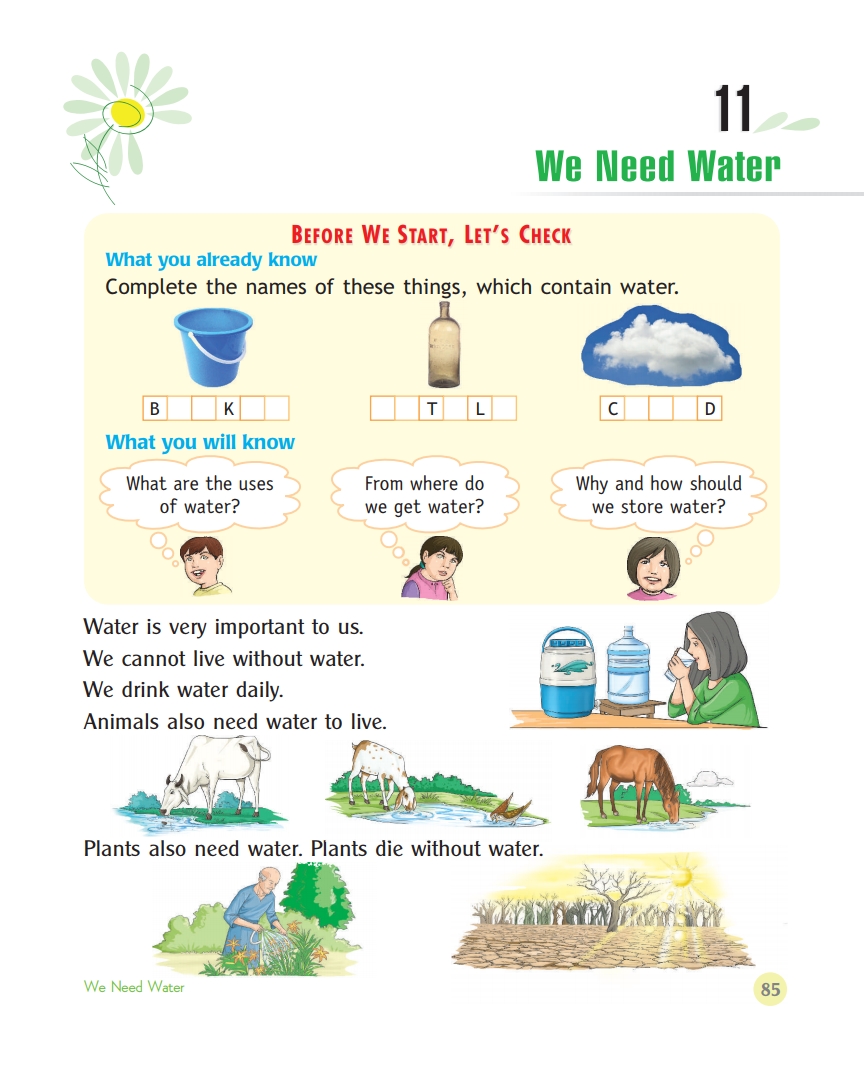 11
We Need Water
BEFORE WE START, LET'S CHECK
What you already know
Complete the names of these things, which contain water.
B K
T L
C D
What you will know
What are the uses
of water?
From where do
we get water?
Why and how should
we store water?
Water is very important to us.
We cannot live without water.
We drink water daily.
Animals also need water to live.
Plants also need water. Plants die without water.
We Need Water
85